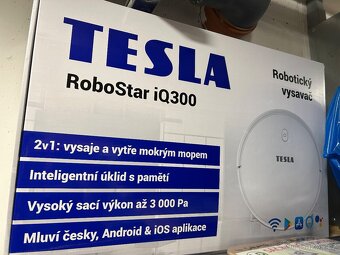 TESLA
RoboStar iQ300
Robotický
vysavač
2v1: vysaje a vytře mokrým mopem
Inteligentní úklid s pamětí
Vysoký sací výkon až 3 000 Pa
Mluví česky, Android & iOS aplikace
TESLA